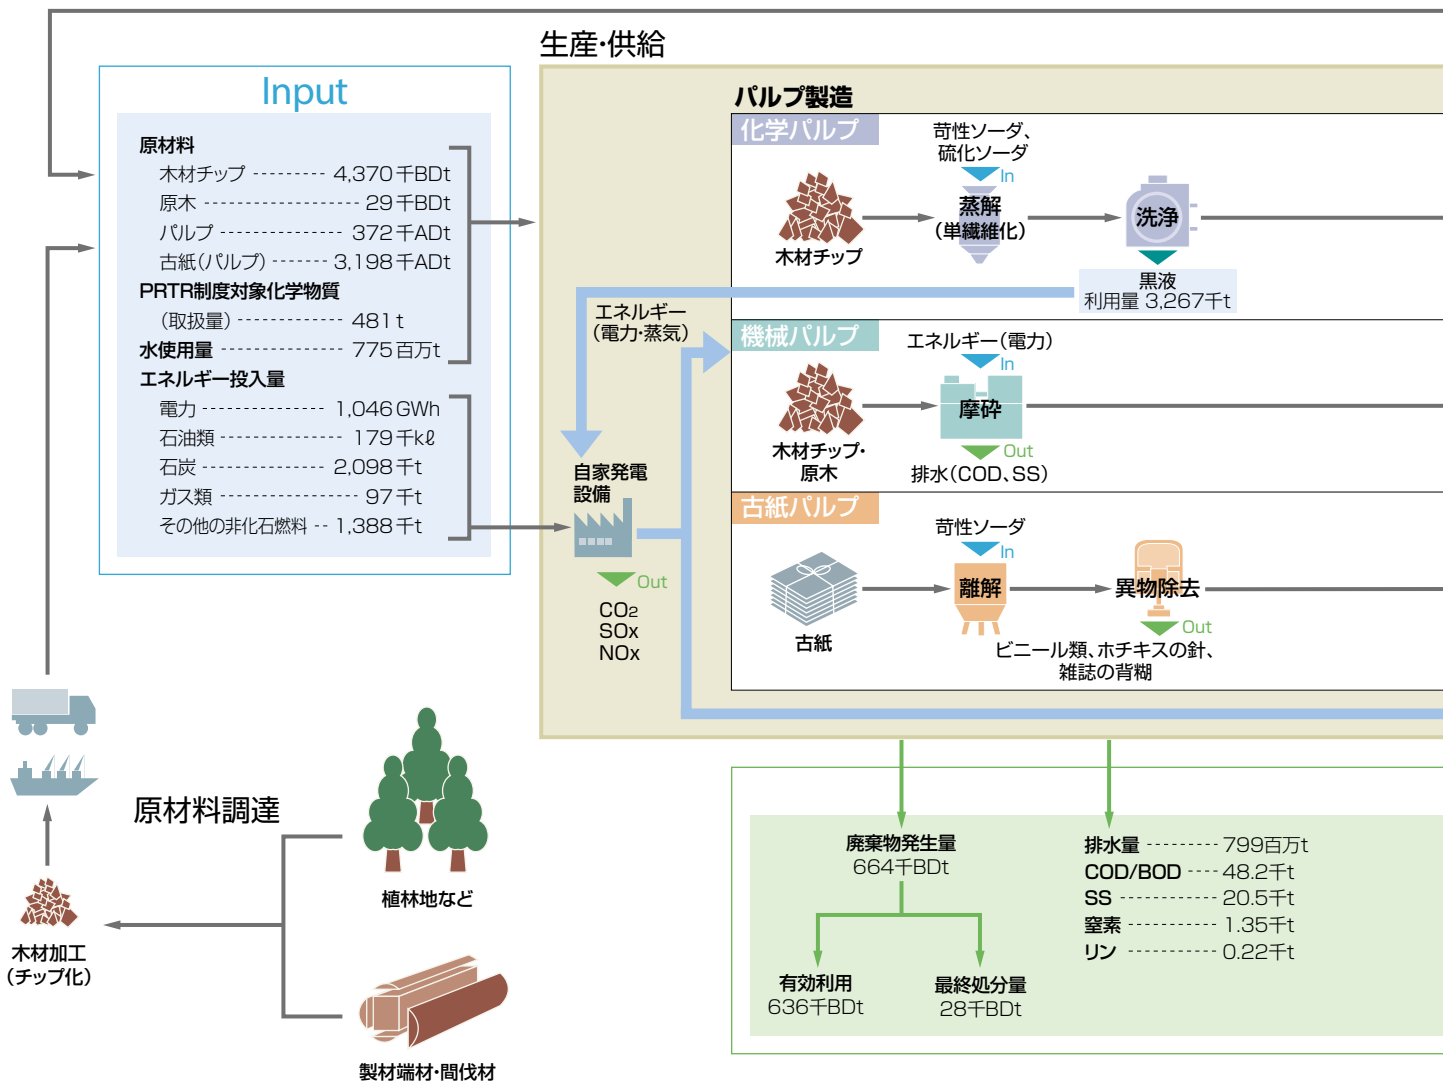 生産・供給
Input
原材料
木材チップ --------- 4,370千BDt
原木 ------------------- 29千BDt
パルプ --------------- 372千ADt
古紙(パルプ) -------- 3,198千ADt
PRTR制度対象化学物質
(取扱量) ------------- 481t
水使用量 --------------- 775百万t
エネルギー投入量
電力 --------------- 1,046GWh
石油類 --------------- 179千kℓ
石炭 --------------- 2,098千t
ガス類 ----------------- 97千t
その他の非化石燃料 -- 1,388千t
パルプ製造
化学パルプ
苛性ソーダ、
硫化ソーダ
In
木材チップ
蒸解
(単繊維化)
洗浄
黒液
利用量 3,267千t
エネルギー
(電力・蒸気)
機械パルプ
エネルギー(電力)
In
木材チップ・
原木
摩砕
Out
排水(COD、SS)
自家発電
設備
Out
CO2
SOx
NOx
古紙パルプ
苛性ソーダ
In
古紙
離解
異物除去
Out
ビニール類、ホチキスの針、
雑誌の背糊
原材料調達
植林地など
製材端材・間伐材
木材加工
(チップ化)
廃棄物発生量
664千BDt
有効利用
636千BDt
最終処分量
28千BDt
排水量 --------- 799百万t
COD/BOD ---- 48.2千t
SS ------------- 20.5千t
窒素 ----------- 1.35千t
リン ----------- 0.22千t